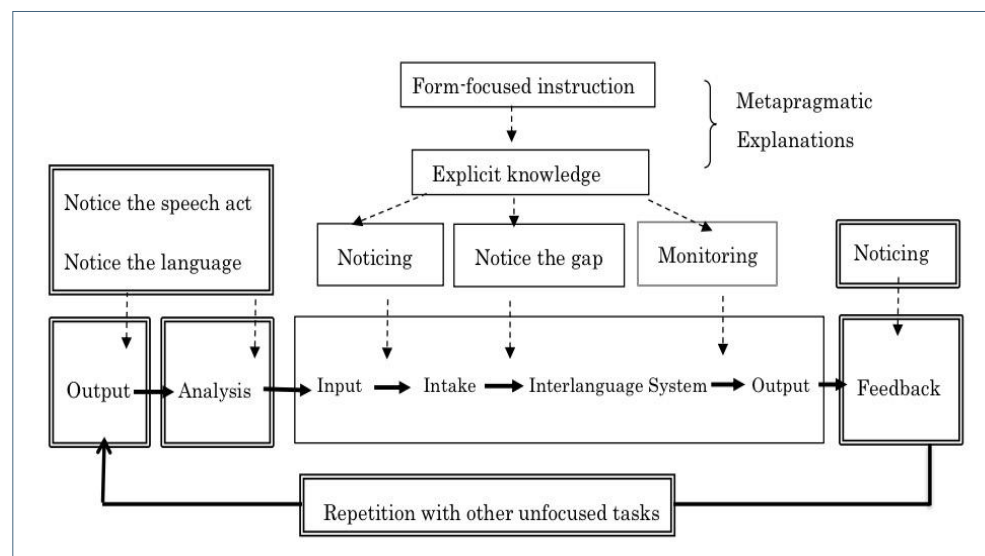 Form-focused instruction
Metapragmatic
Explanations
Explicit knowledge
Notice the speech act
Notice the language
Noticing
Notice the gap
Monitoring
Noticing
Output
Analysis
Input
Intake
Interlanguage System
Output
Feedback
Repetition with other unfocused tasks